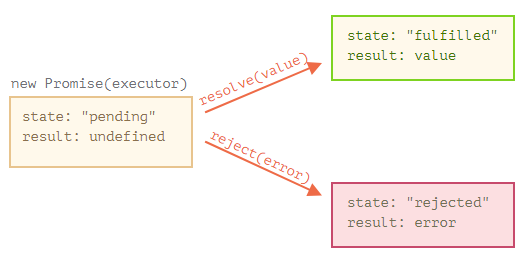 new Promise(executor)
state: "pending"
result: undefined
resolve(value)
reject(error)
state: "fulfilled"
result: value
state: "rejected"
result: error